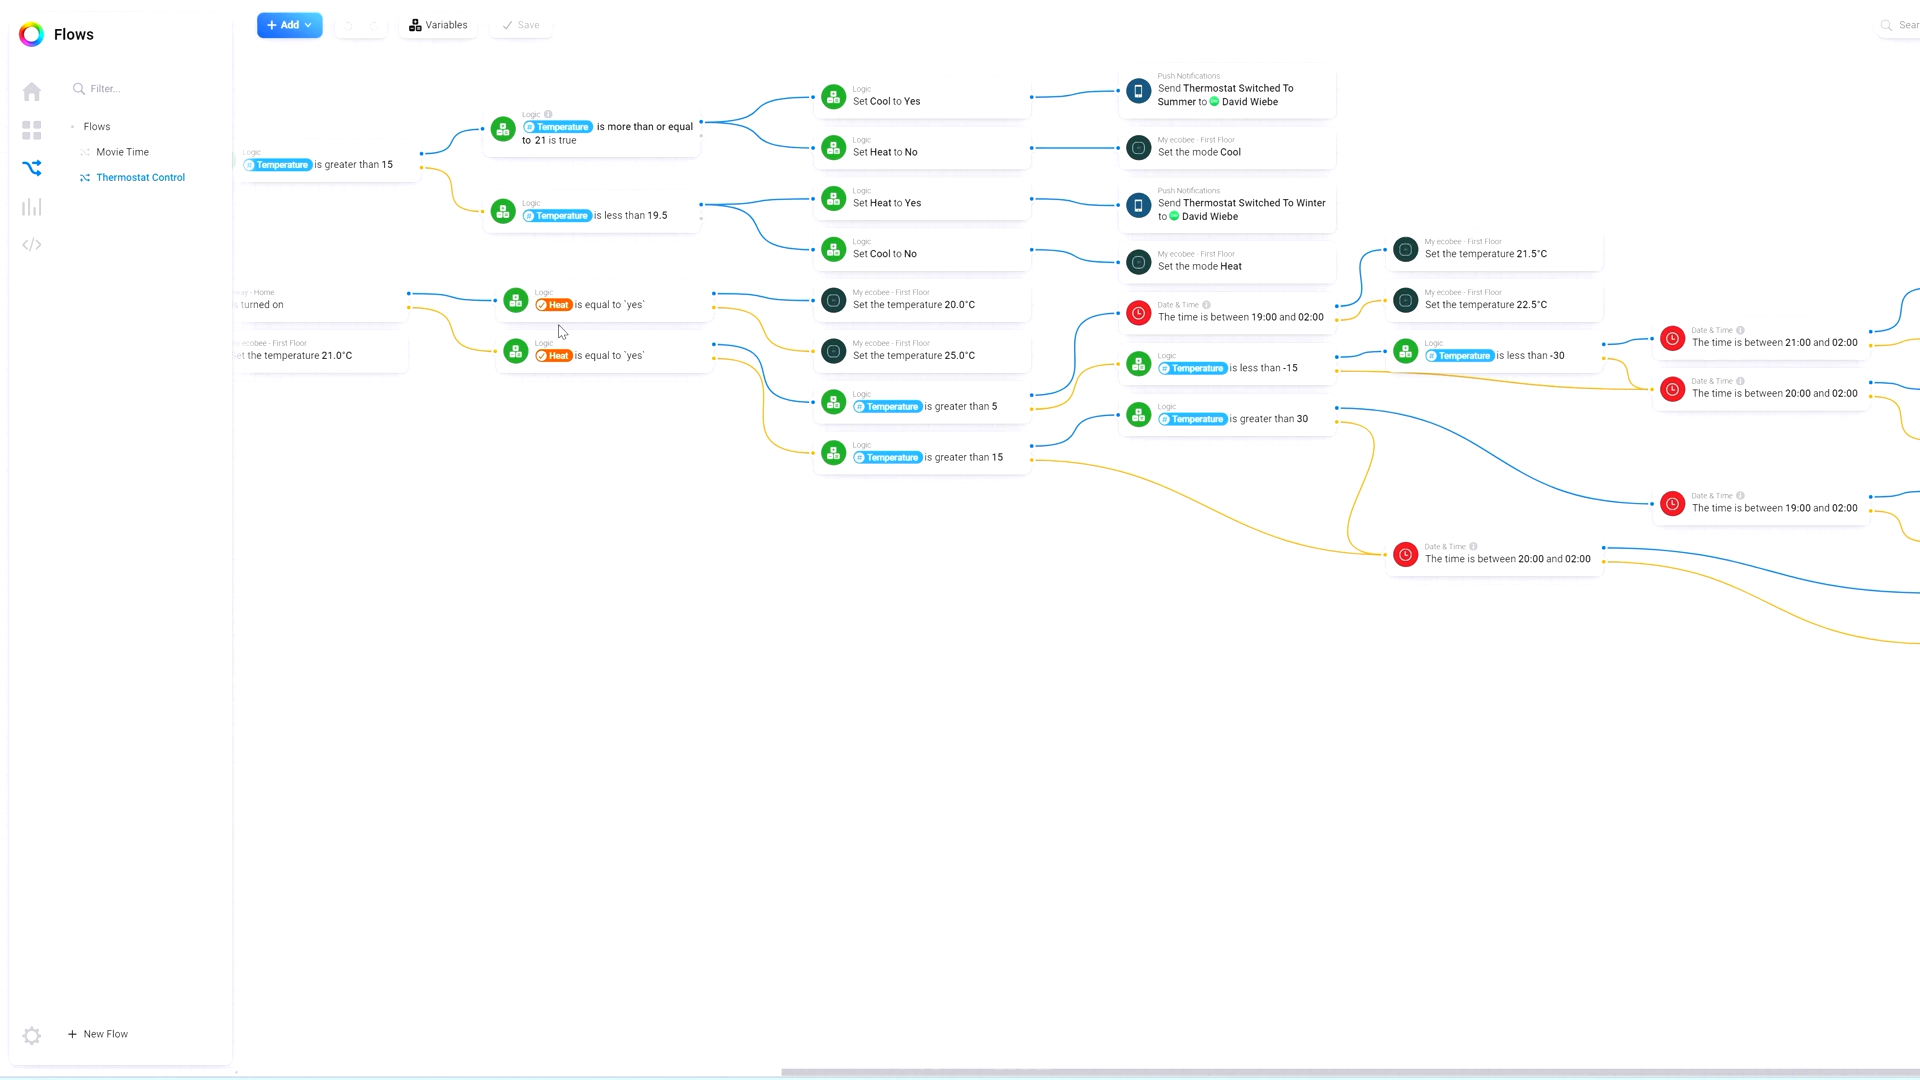 Flows
Add
Variables
Save
Filter...
Flows
Movie Time
Thermostat Control
New Flow
Logic
Temperature is greater than 15
Logic
Temperature is more than or equal
to 21 is true
Logic
Temperature is less than 19.5
Logic
Set Cool to Yes
Logic
Set Heat to No
Logic
Set Heat to Yes
Logic
Set Cool to No
Push Notifications
Send Thermostat Switched To
Summer to David Wiebe
My ecobee - First Floor
Set the mode Cool
Push Notifications
Send Thermostat Switched To Winter
to David Wiebe
My ecobee - First Floor
Set the mode Heat
- Home
turned on
ecobee - First Floor
the temperature 21.0°C
Logic
Heat is equal to `yes`
Logic
Heat is equal to `yes`
My ecobee - First Floor
Set the temperature 20.0°C
My ecobee - First Floor
Set the temperature 25.0°C
Logic
Temperature is greater than 5
Logic
Temperature is greater than 15
Date & Time
The time is between 19:00 and 02:00
Logic
Temperature is less than -15
Logic
Temperature is greater than 30
My ecobee - First Floor
Set the temperature 21.5°C
My ecobee - First Floor
Set the temperature 22.5°C
Logic
Temperature is less than -30
Date & Time
The time is between 20:00 and 02:00
Date & Time
The time is between 21:00 and 02:00
Date & Time
The time is between 20:00 and 02:00
Date & Time
The time is between 19:00 and 02:00